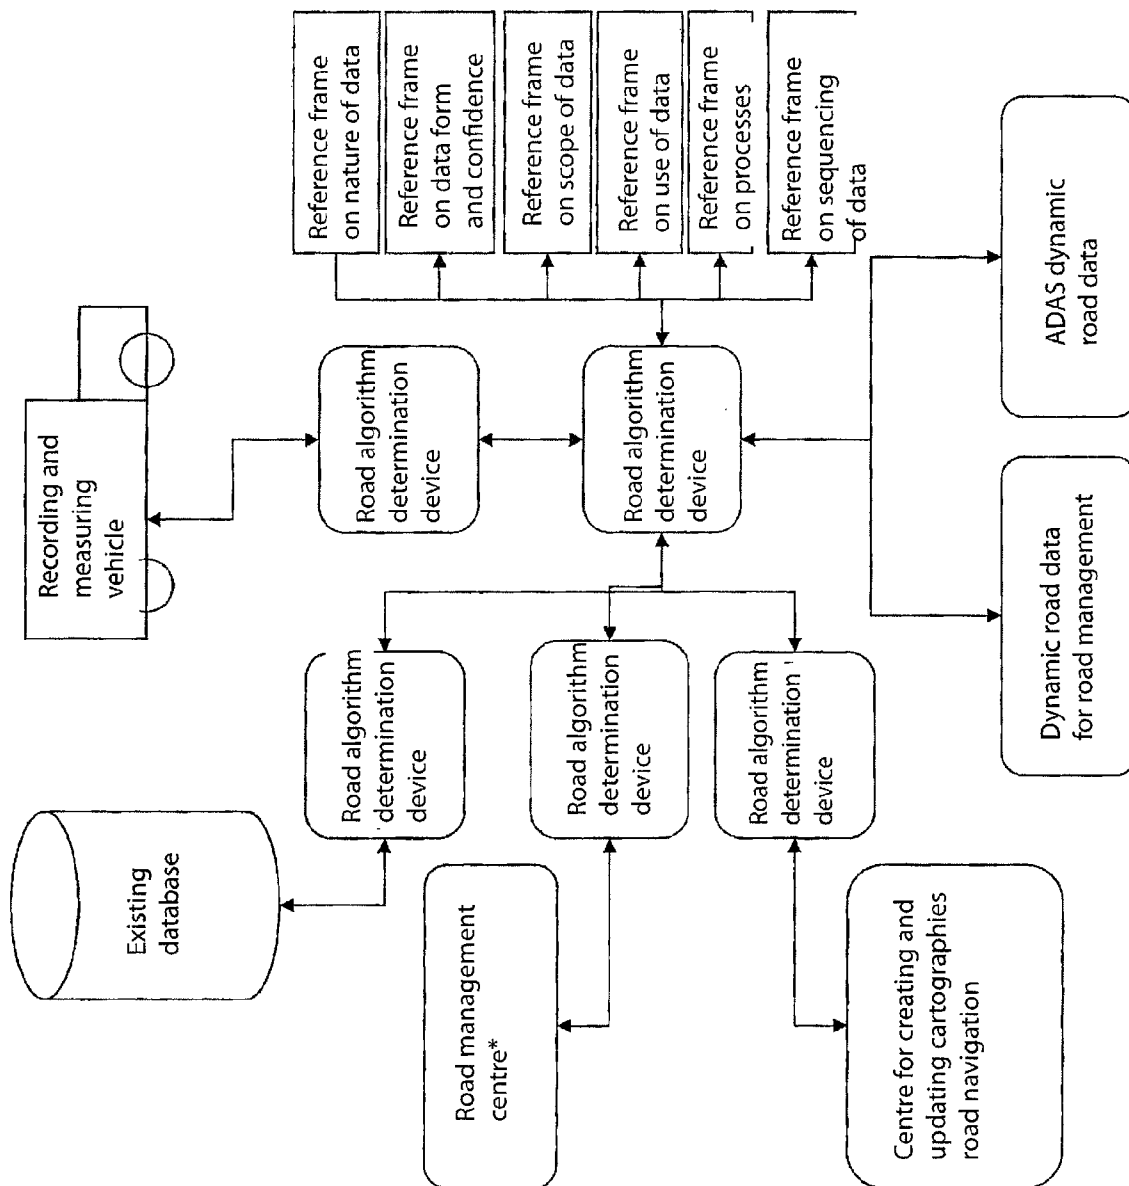 Existing
database
Recording and
measuring
vehicle
Road management
centre*
Centre for creating and
updating cartographies
road navigation
Road algorithm
determination
device
Road algorithm
determination
device
Road algorithm
determination
device
Road algorithm
determination
device
Road algorithm
determination
device
Reference frame
on nature of data
Reference frame
on data form
and confidence
Reference frame
on scope of data
Reference frame
on use of data
Reference frame
on processes
Reference frame
on sequencing
of data
Dynamic road data
for road management
ADAS dynamic
road data